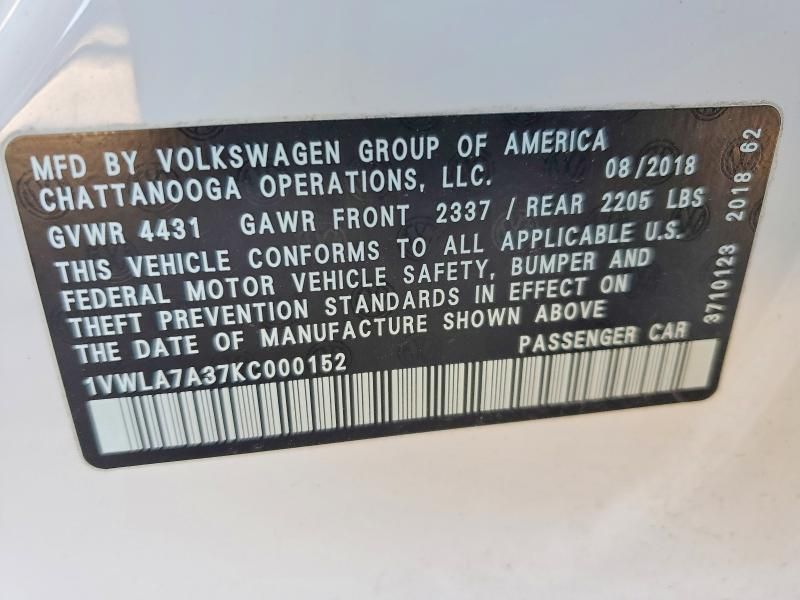 MFD BY VOLKSWAGEN GROUP OF AMERICA
CHATTANOOGA OPERATIONS, LLC. 08/2018
GVWR 4431 GAWR FRONT 2337 / REAR 2205 LBS
THIS VEHICLE CONFORMS TO ALL APPLICABLE U.S.
FEDERAL MOTOR VEHICLE SAFETY, BUMPER AND
THEFT PREVENTION STANDARDS IN EFFECT ON
THE DATE OF MANUFACTURE SHOWN ABOVE
1VWLA7A37KC000152 PASSENGER CAR
3710123 2018 62